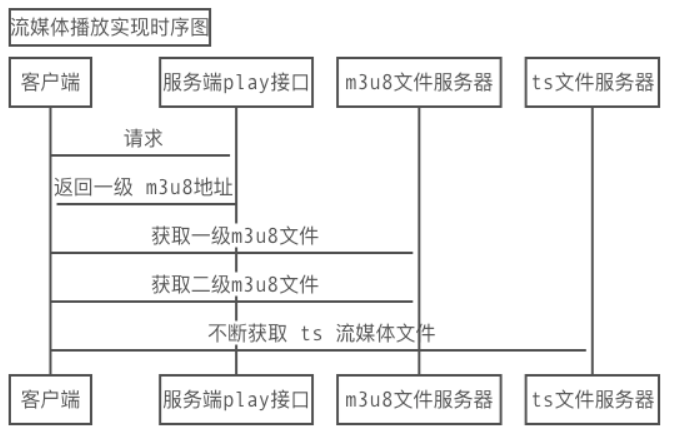 流媒体播放实现时序图
客户端 服务端play接口 m3u8文件服务器 ts文件服务器
请求
返回一级 m3u8地址
获取一级m3u8文件
获取二级m3u8文件
不断获取 ts 流媒体文件
客户端 服务端play接口 m3u8文件服务器 ts文件服务器